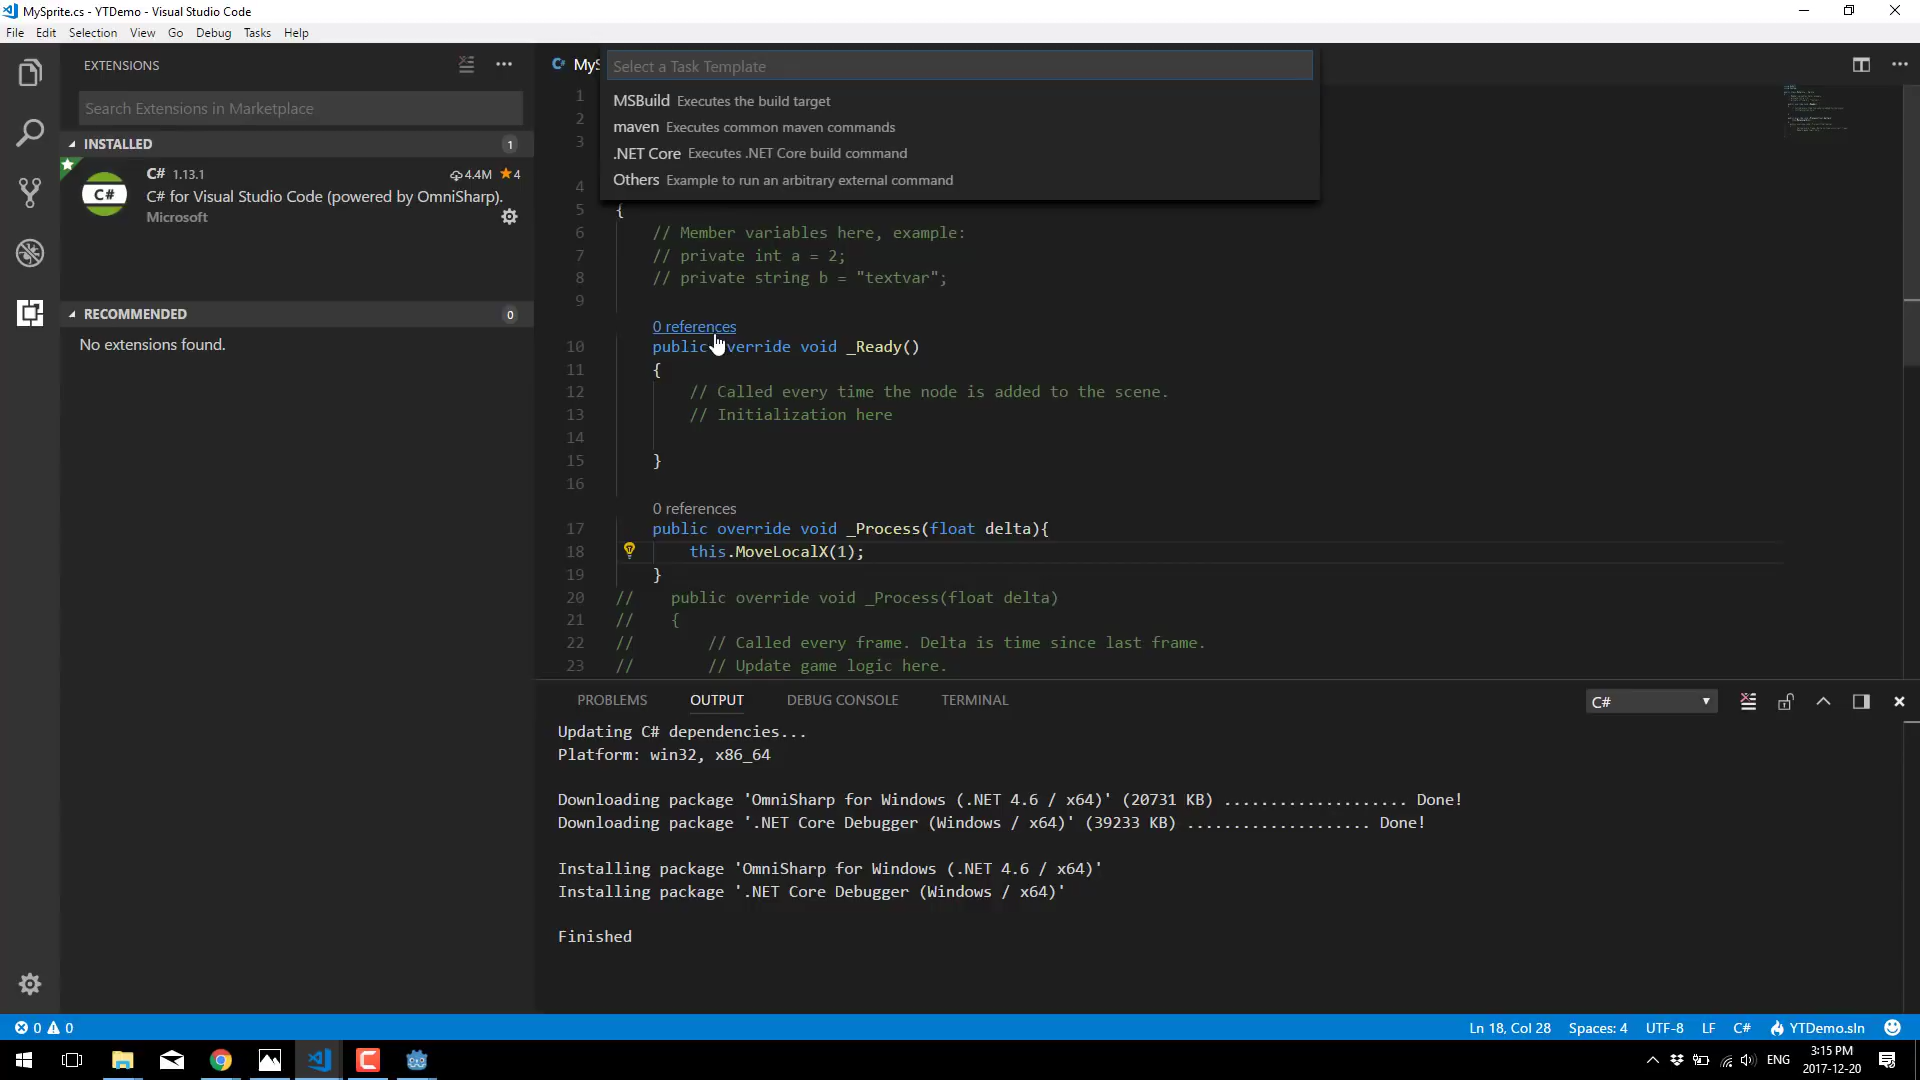 MySprite.cs - YTDemo - Visual Studio Code
File Edit Selection View Go Debug Tasks Help
EXTENSIONS
Search Extensions in Marketplace
INSTALLED 1
C# 1.13.1 4.4M 4
C#
C# for Visual Studio Code (powered by OmniSharp).
Microsoft
RECOMMENDED 0
No extensions found.
C# MyS
Select a Task Template
MSBuild Executes the build target
maven Executes common maven commands
.NET Core Executes .NET Core build command
Others Example to run an arbitrary external command
1
2
3
4
5 {
6 // Member variables here, example:
7 // private int a = 2;
8 // private string b = "textvar";
9
0 references
10 public override void _Ready()
11 {
12 // Called every time the node is added to the scene.
13 // Initialization here
14
15 }
16
0 references
17 public override void _Process(float delta){
18 this.MoveLocalX(1);
19 }
20 // public override void _Process(float delta)
21 // {
22 // // Called every frame. Delta is time since last frame.
23 // // Update game logic here.
PROBLEMS OUTPUT DEBUG CONSOLE TERMINAL C#
Updating C# dependencies...
Platform: win32, x86_64
Downloading package 'OmniSharp for Windows (.NET 4.6 / x64)' (20731 KB) .................... Done!
Downloading package '.NET Core Debugger (Windows / x64)' (39233 KB) .................... Done!
Installing package 'OmniSharp for Windows (.NET 4.6 / x64)'
Installing package '.NET Core Debugger (Windows / x64)'
Finished
0 0 Ln 18, Col 28 Spaces: 4 UTF-8 LF C# YTDemo.sln
ENG 3:15 PM
2017-12-20